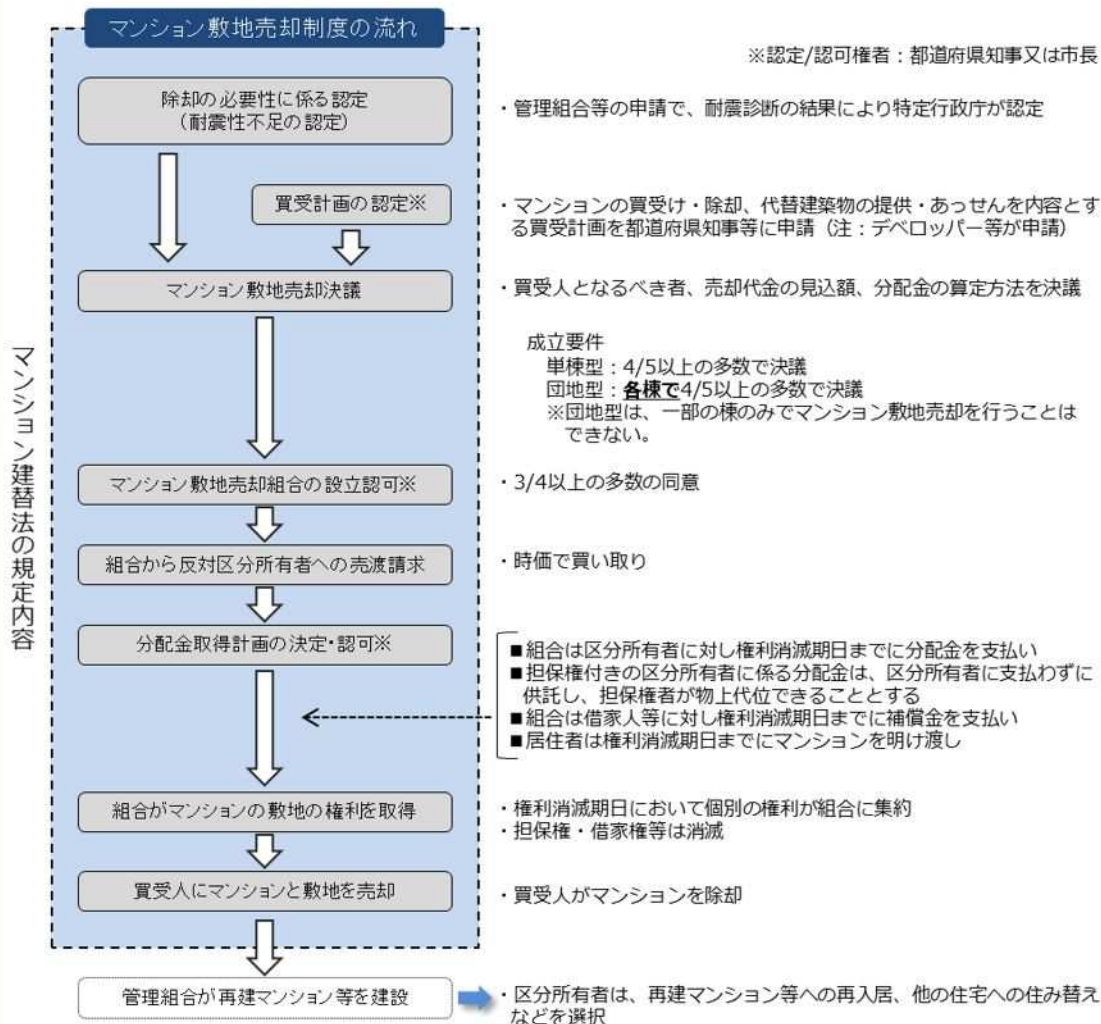 マンション敷地売却制度の流れ
※認定/認可権者：都道府県知事又は市長
マンション建替法の規定内容
除却の必要性に係る認定
（耐震性不足の認定）
・管理組合等の申請で、耐震診断の結果により特定行政庁が認定
買受計画の認定※
・マンションの買受け・除却、代替建築物の提供・あっせんを内容とす
る買受計画を都道府県知事等に申請（注：デベロッパー等が申請）
マンション敷地売却決議
・買受人となるべき者、売却代金の見込額、分配金の算定方法を決議
成立要件
単棟型：4/5以上の多数で決議
団地型：各棟で4/5以上の多数で決議
※団地型は、一部の棟のみでマンション敷地売却を行うことは
できない。
マンション敷地売却組合の設立認可※
・3/4以上の多数の同意
組合から反対区分所有者への売渡請求
・時価で買い取り
分配金取得計画の決定・認可※
■組合は区分所有者に対し権利消滅期日までに分配金を支払い
■担保権付きの区分所有者に係る分配金は、区分所有者に支払わずに
供託し、担保権者が物上代位できることとする
■組合は借家人等に対し権利消滅期日までに補償金を支払い
■居住者は権利消滅期日までにマンションを明け渡し
組合がマンションの敷地の権利を取得
・権利消滅期日において個別の権利が組合に集約
・担保権・借家権等は消滅
買受人にマンションと敷地を売却
・買受人がマンションを除却
管理組合が再建マンション等を建設
・区分所有者は、再建マンション等への再入居、他の住宅への住み替え
などを選択